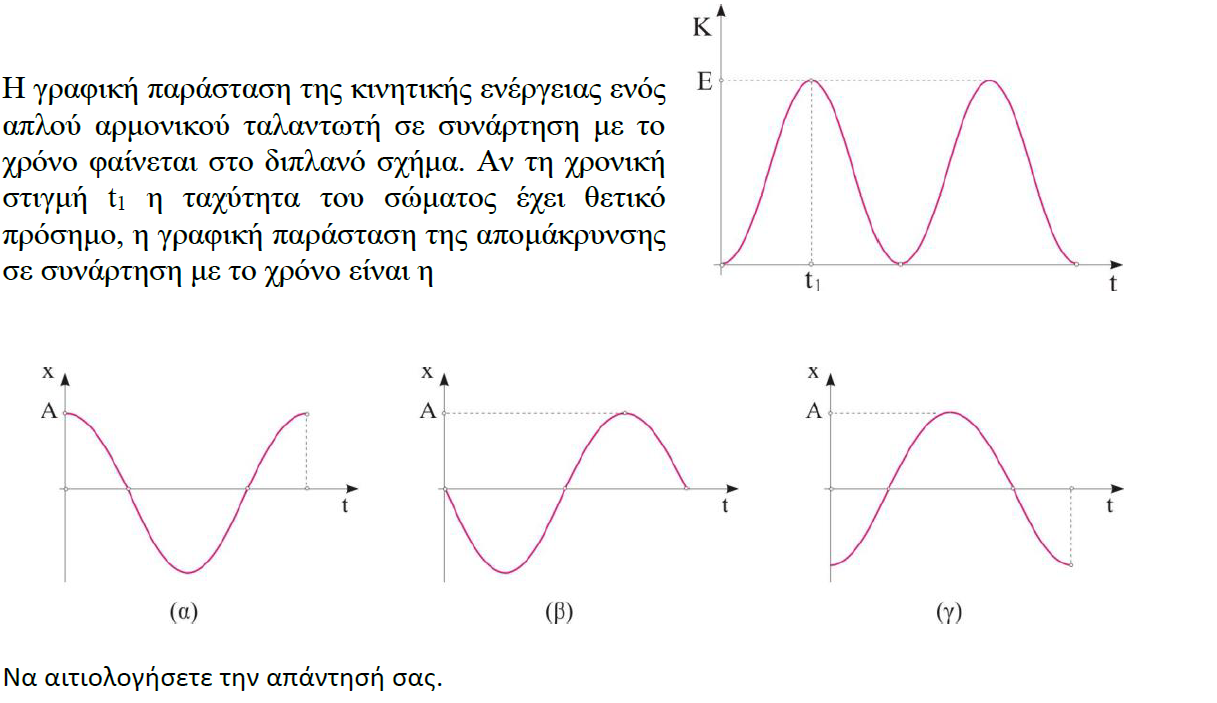 Η γραφική παράσταση της κινητικής ενέργειας ενός
απλού αρμονικού ταλαντωτή σε συνάρτηση με το
χρόνο φαίνεται στο διπλανό σχήμα. Αν τη χρονική
στιγμή t₁ η ταχύτητα του σώματος έχει θετικό
πρόσημο, η γραφική παράσταση της απομάκρυνσης
σε συνάρτηση με το χρόνο είναι η
K
E
t₁
t
x
A
t
(α)
x
A
t
(β)
x
A
t
(γ)
Να αιτιολογήσετε την απάντησή σας.